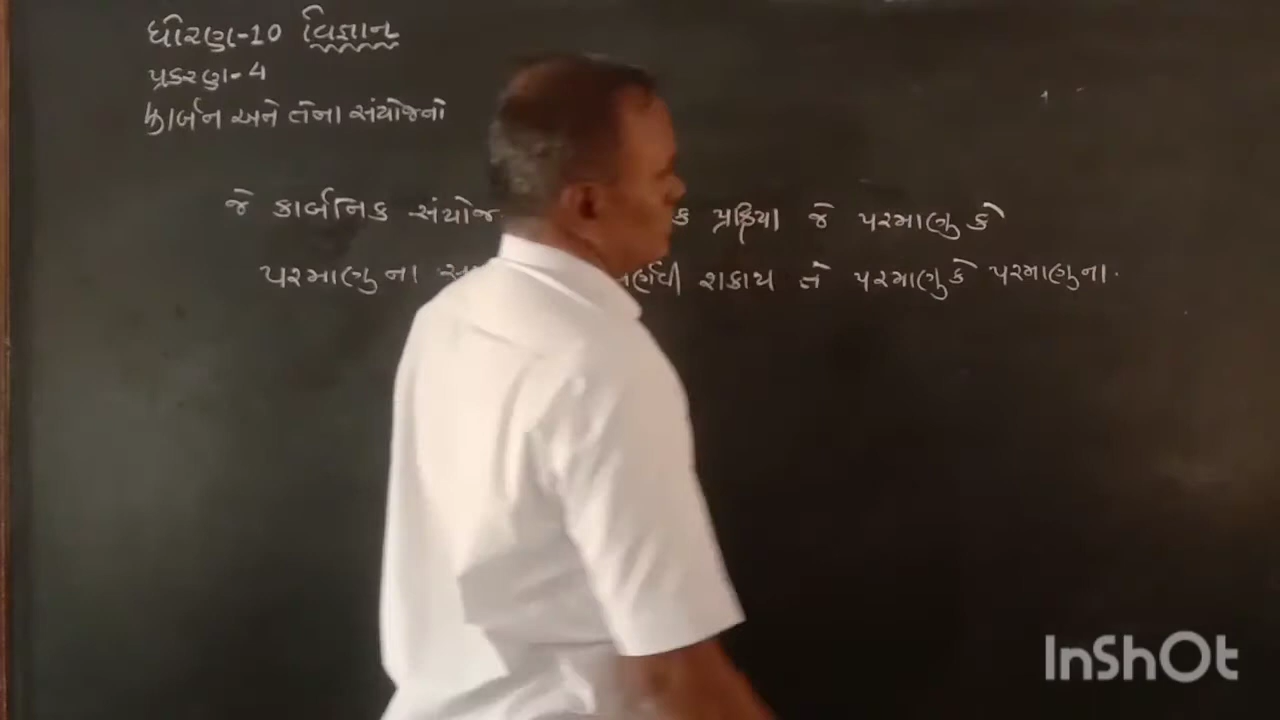 ધોરણ-10 વિજ્ઞાન
પ્રકરણ-4
કાર્બન અને તેના સંયોજનો
જે કાર્બનિક સંયોજ ક પ્રક્રિયા જે પરમાણુ કે
પરમાણુના શકાય તે પરમાણુ કે પરમાણુના.
InShOt